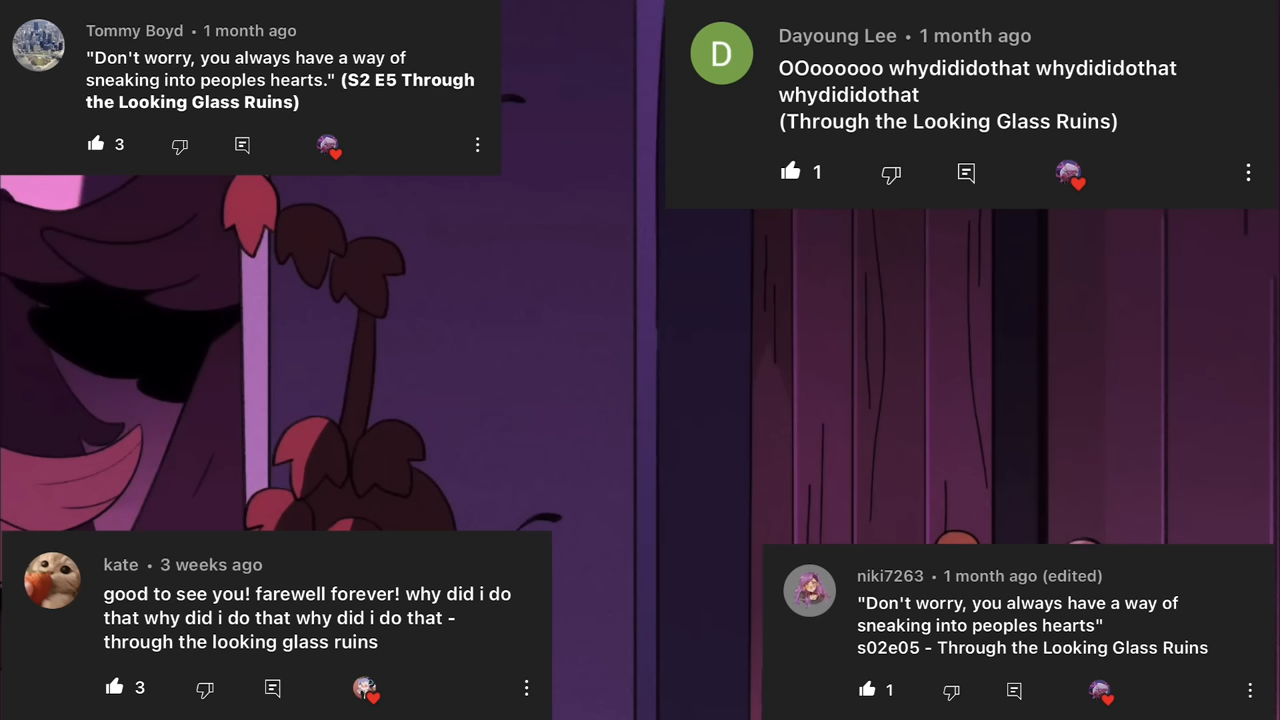 Tommy Boyd • 1 month ago
"Don't worry, you always have a way of
sneaking into peoples hearts." (S2 E5 Through
the Looking Glass Ruins)
3
D
Dayoung Lee • 1 month ago
OOooooooo whydididothat whydididothat
whydididothat
(Through the Looking Glass Ruins)
1
kate • 3 weeks ago
good to see you! farewell forever! why did i do
that why did i do that why did i do that -
through the looking glass ruins
3
niki7263 • 1 month ago (edited)
"Don't worry, you always have a way of
sneaking into peoples hearts"
s02e05 - Through the Looking Glass Ruins
1